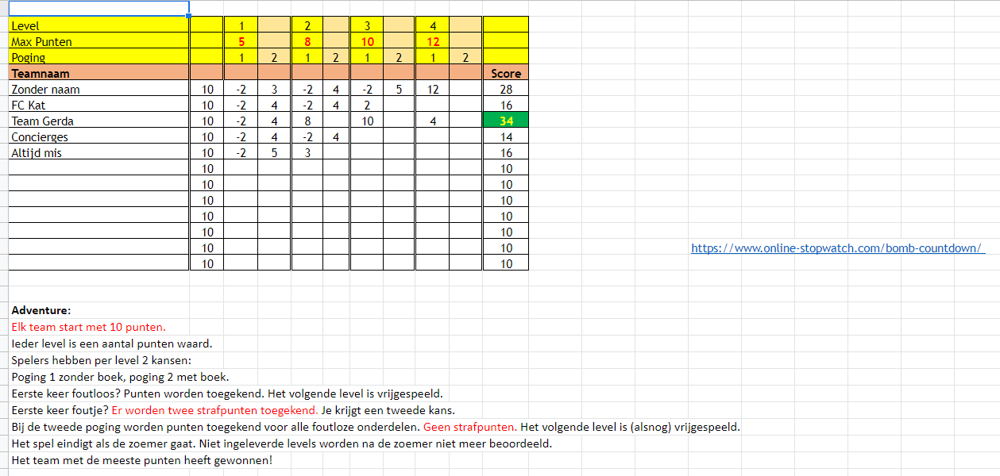 Level 1 2 3 4
Max Punten 5 8 10 12
Poging 1 2 1 2 1 2 1 2
Teamnaam Score
Zonder naam 10 -2 3 -2 4 -2 5 12 28
FC Kat 10 -2 4 -2 4 2 16
Team Gerda 10 -2 4 8 10 4 34
Concierges 10 -2 4 -2 4 14
Altijd mis 10 -2 5 3 16
10 10
10 10
10 10
10 10
10 10
10 10
10 10
https://www.online-stopwatch.com/bomb-countdown/
Adventure:
Elk team start met 10 punten.
Ieder level is een aantal punten waard.
Spelers hebben per level 2 kansen:
Poging 1 zonder boek, poging 2 met boek.
Eerste keer foutloos? Punten worden toegekend. Het volgende level is vrijgespeeld.
Eerste keer foutje? Er worden twee strafpunten toegekend. Je krijgt een tweede kans.
Bij de tweede poging worden punten toegekend voor alle foutloze onderdelen. Geen strafpunten. Het volgende level is (alsnog) vrijgespeeld.
Het spel eindigt als de zoemer gaat. Niet ingeleverde levels worden na de zoemer niet meer beoordeeld.
Het team met de meeste punten heeft gewonnen!